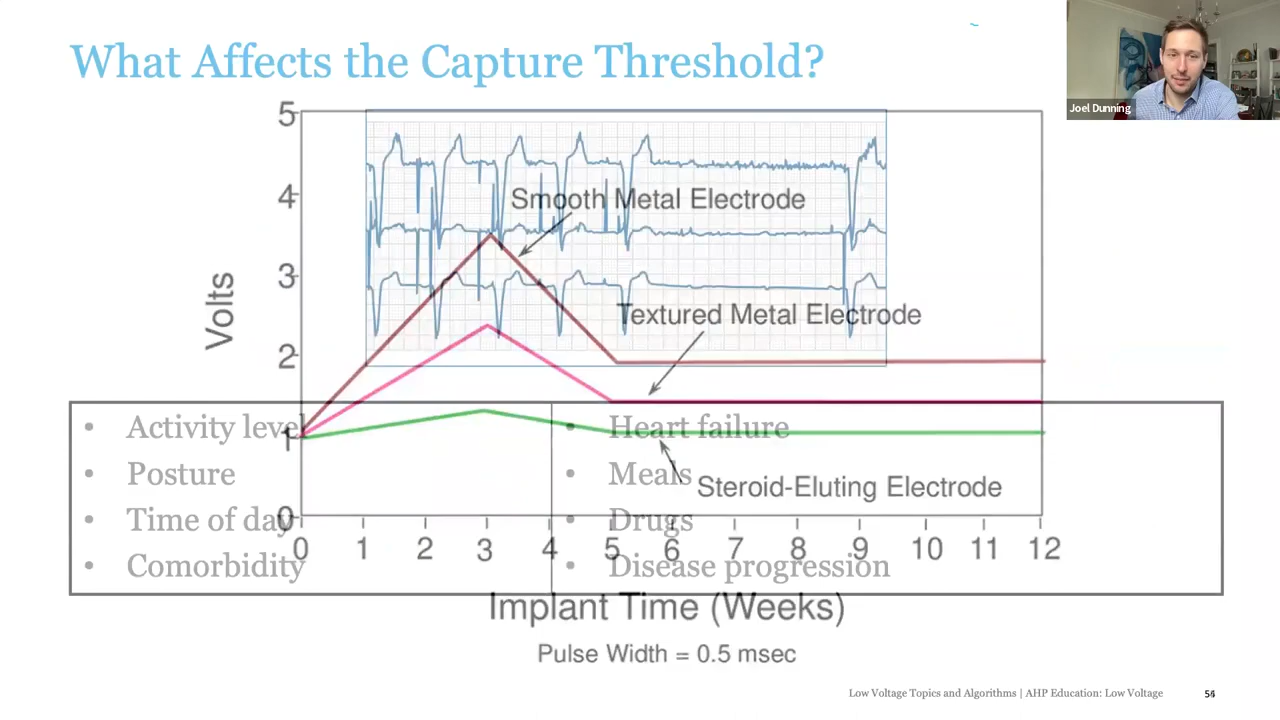 What Affects the Capture Threshold?
Joel Dunning
5
4
3
2
1
0
Volts
Smooth Metal Electrode
Textured Metal Electrode
Steroid-Eluting Electrode
• Activity level
• Posture
• Time of day
• Comorbidity
• Heart failure
• Meals
• Drugs
• Disease progression
0 1 2 3 4 5 6 7 8 9 10 11 12
Implant Time (Weeks)
Pulse Width = 0.5 msec
Low Voltage Topics and Algorithms | AHP Education: Low Voltage